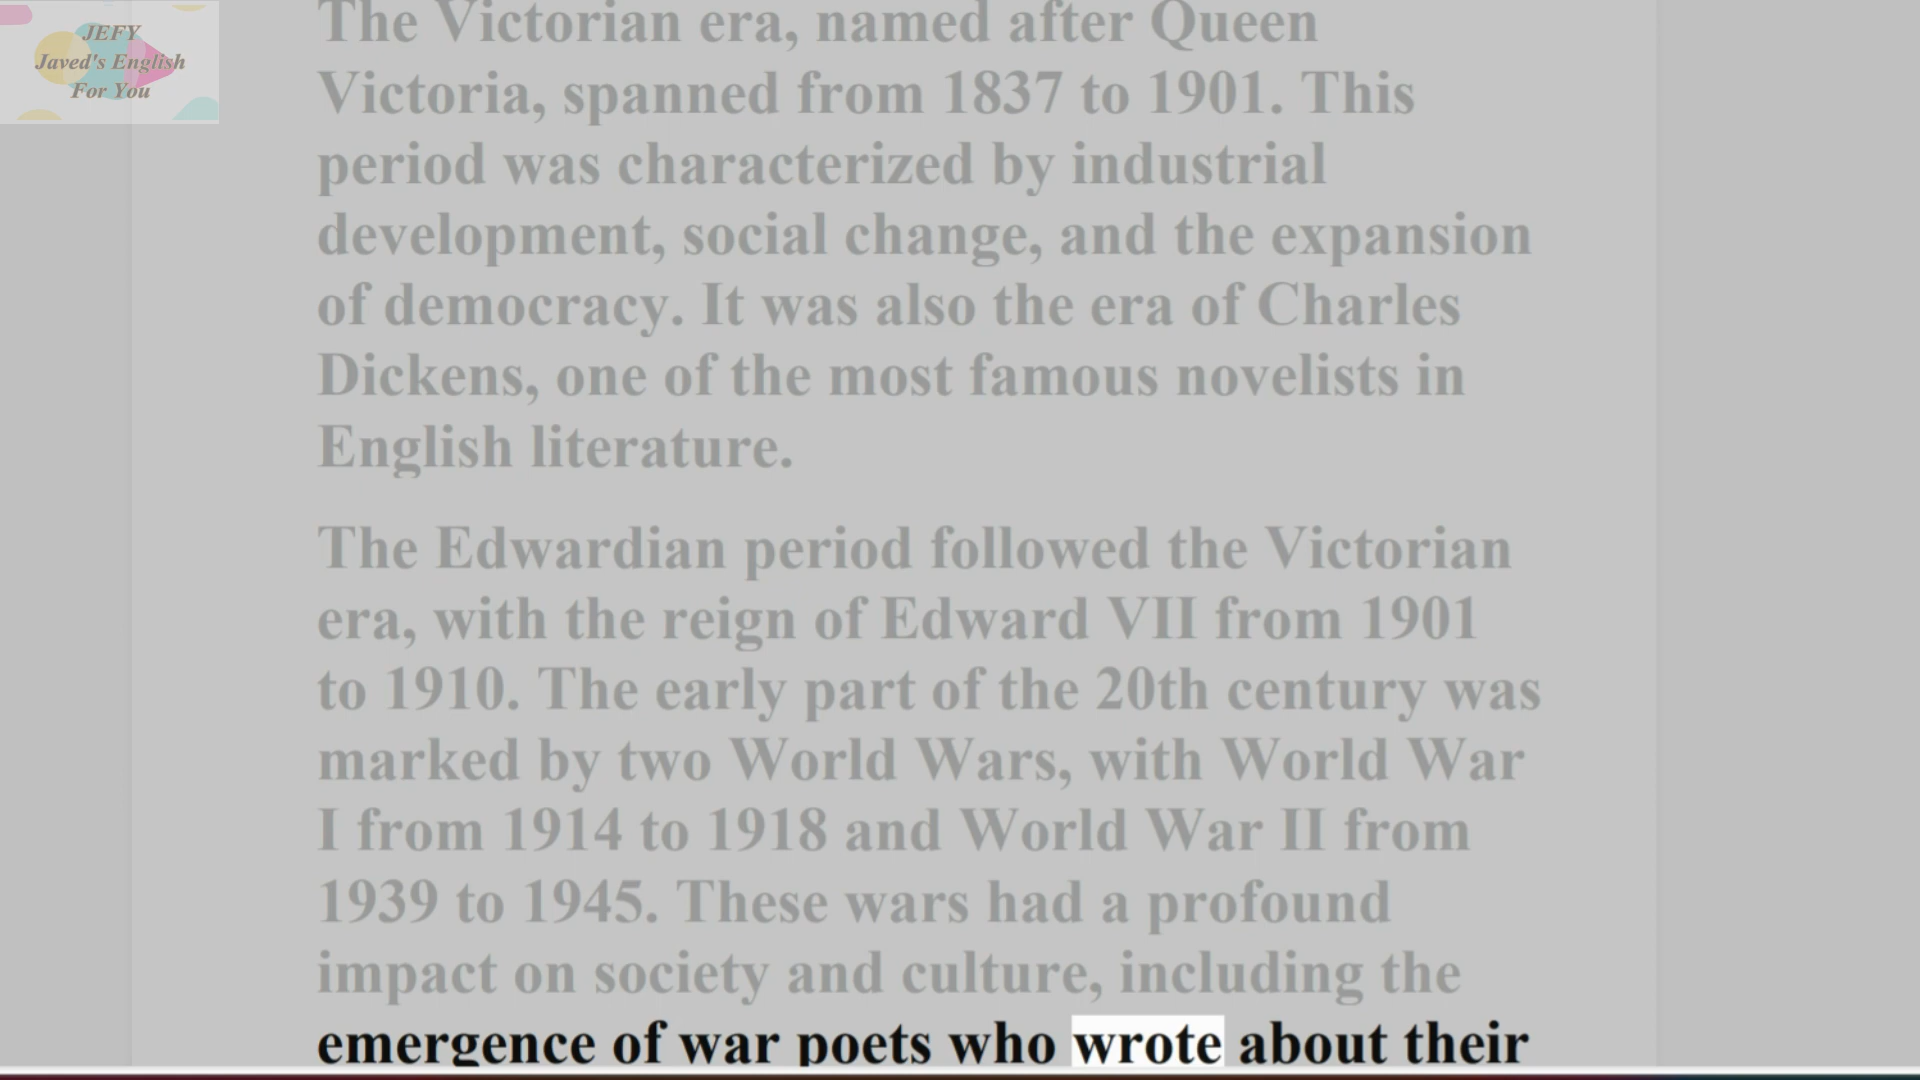 JEFY
Javed's English
For You
The Victorian era, named after Queen
Victoria, spanned from 1837 to 1901. This
period was characterized by industrial
development, social change, and the expansion
of democracy. It was also the era of Charles
Dickens, one of the most famous novelists in
English literature.
The Edwardian period followed the Victorian
era, with the reign of Edward VII from 1901
to 1910. The early part of the 20th century was
marked by two World Wars, with World War
I from 1914 to 1918 and World War II from
1939 to 1945. These wars had a profound
impact on society and culture, including the
emergence of war poets who wrote about their